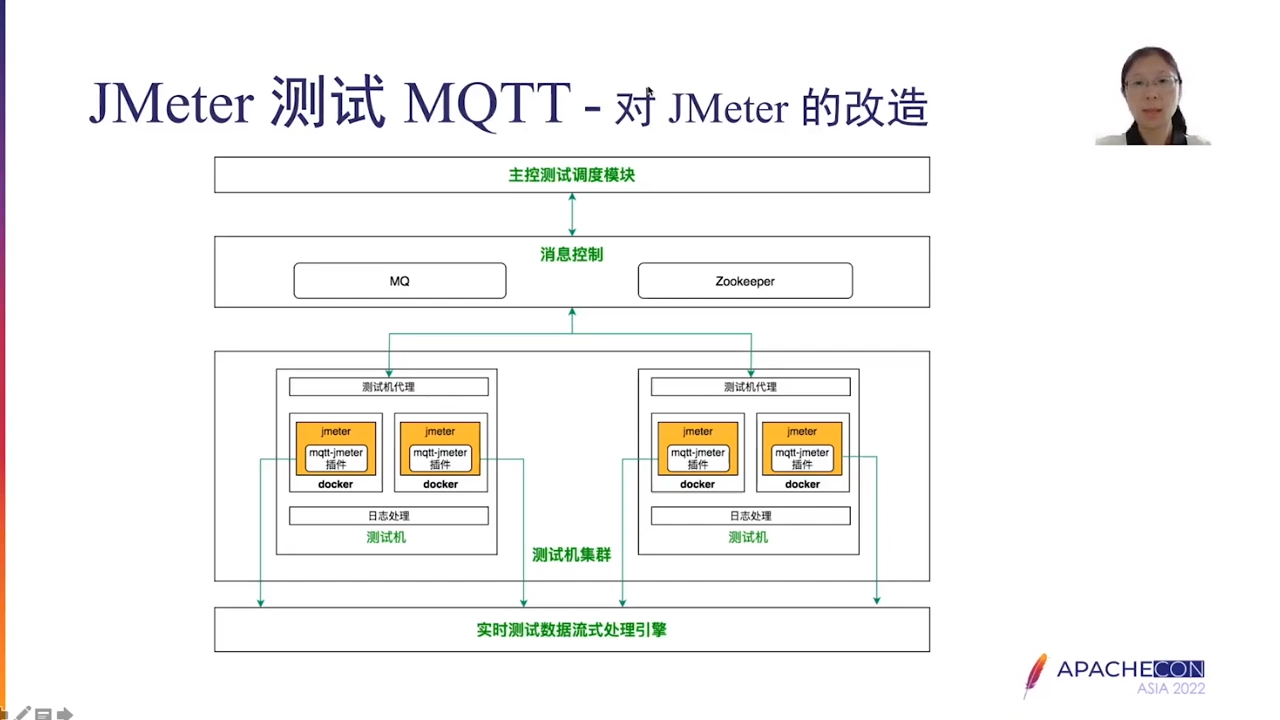 JMeter 测试 MQTT - 对 JMeter 的改造
主控测试调度模块
消息控制
MQ
Zookeeper
测试机代理
jmeter
mqtt-jmeter
插件
docker
jmeter
mqtt-jmeter
插件
docker
日志处理
测试机
测试机代理
jmeter
mqtt-jmeter
插件
docker
jmeter
mqtt-jmeter
插件
docker
日志处理
测试机
测试机集群
实时测试数据流式处理引擎
APACHECON
ASIA 2022